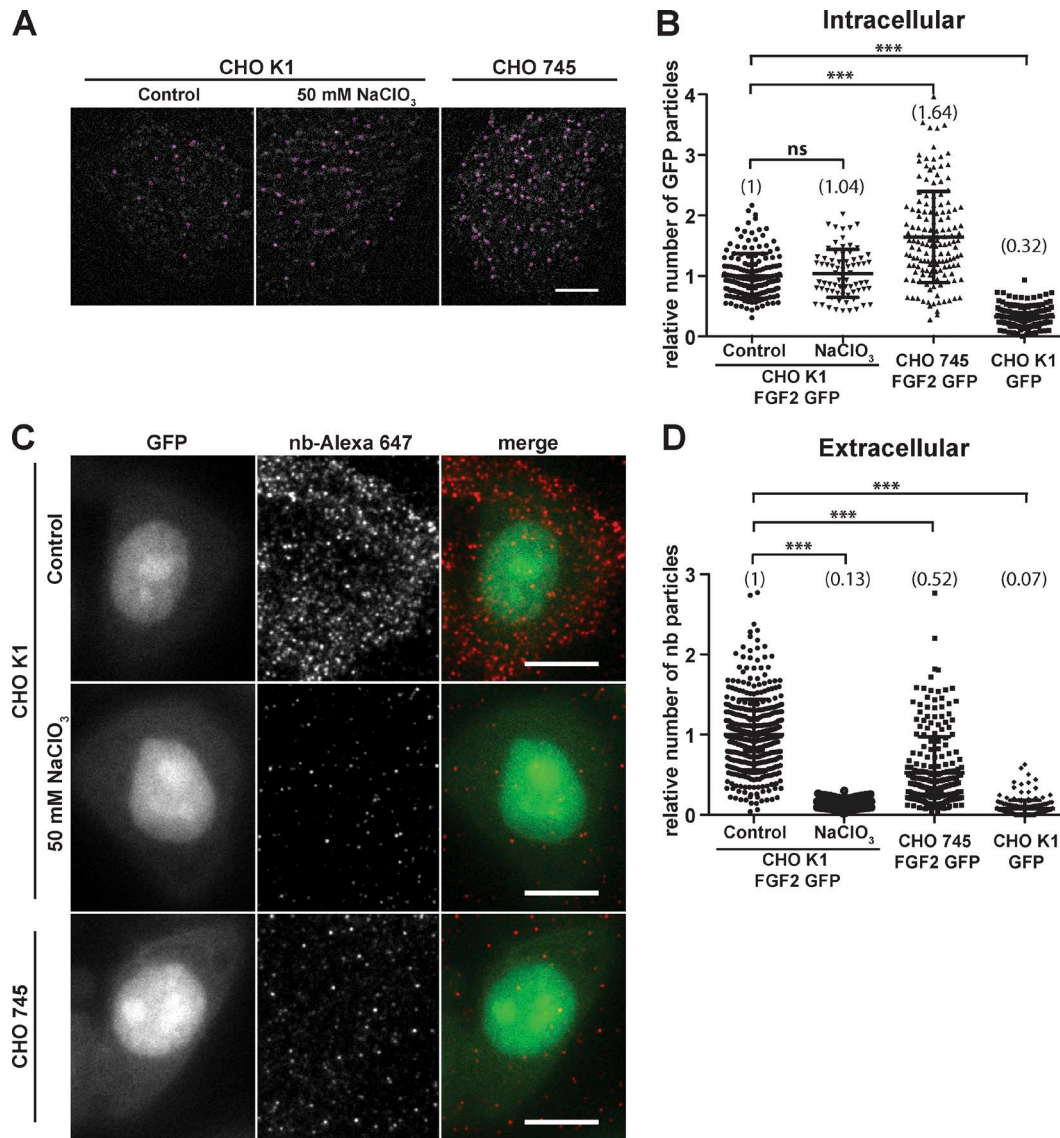 A
CHO K1
CHO 745
Control
50 mM NaClO3
B
Intracellular
***
***
ns
(1)
(1.04)
(1.64)
(0.32)
relative number of GFP particles
4
3
2
1
0
Control
NaClO3
CHO K1
FGF2 GFP
CHO 745
FGF2 GFP
CHO K1
GFP
C
GFP
nb-Alexa 647
merge
CHO K1
Control
50 mM NaClO3
CHO 745
D
Extracellular
***
***
***
(1)
(0.13)
(0.52)
(0.07)
relative number of nb particles
3
2
1
0
Control
NaClO3
CHO K1
FGF2 GFP
CHO 745
FGF2 GFP
CHO K1
GFP